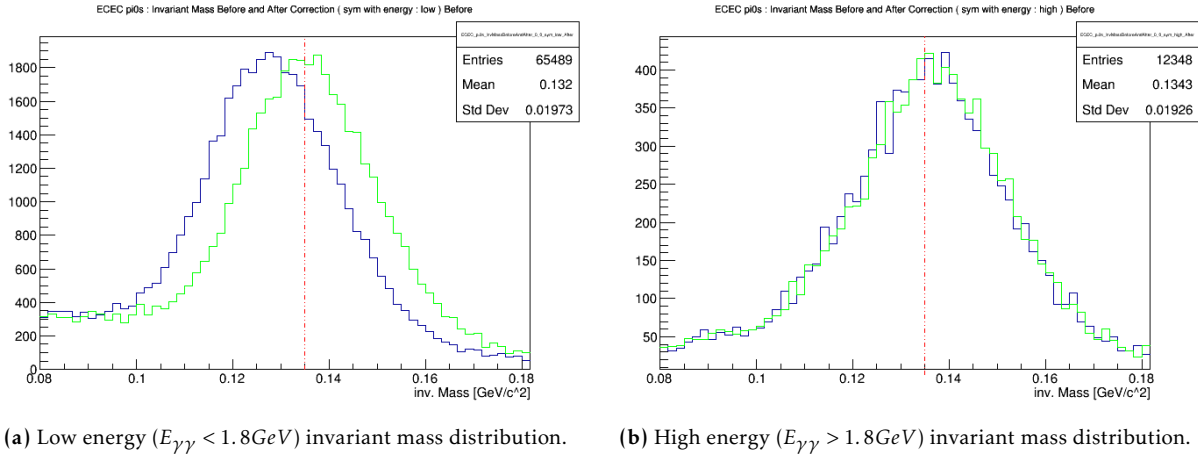 ECEC pi0s : Invariant Mass Before and After Correction ( sym with energy : low ) Before
Entries 65489
Mean 0.132
Std Dev 0.01973
1800
1600
1400
1200
1000
800
600
400
200
0
0.08 0.1 0.12 0.14 0.16 0.18
inv. Mass [GeV/c^2]
(a) Low energy (Eγγ < 1.8GeV) invariant mass distribution.
ECEC pi0s : Invariant Mass Before and After Correction ( sym with energy : high ) Before
Entries 12348
Mean 0.1343
Std Dev 0.01926
400
350
300
250
200
150
100
50
0.08 0.1 0.12 0.14 0.16 0.18
inv. Mass [GeV/c^2]
(b) High energy (Eγγ > 1.8GeV) invariant mass distribution.